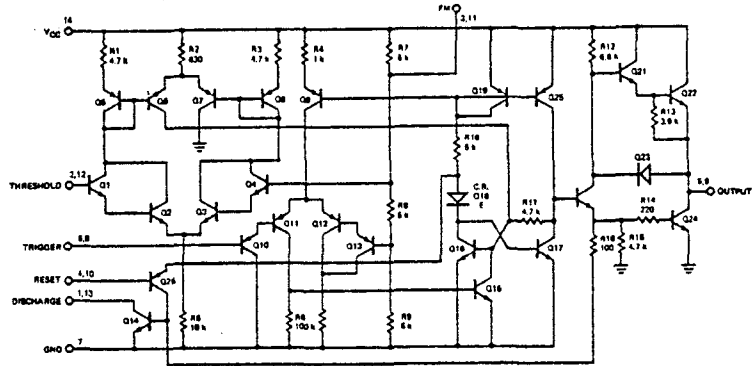 FM
3,11
14
VCC
R1
4.7 k
R2
830
R3
4.7 k
R4
1 k
R7
5 k
R12
6.8 k
Q21
Q22
Q5
Q6
Q7
Q8
Q9
Q19
Q25
R13
3.9 k
R10
5 k
Q23
THRESHOLD
2,12
Q1
Q2
Q3
Q4
C.R.
Q18
E
5,9
OUTPUT
R8
5 k
R11
4.7 k
R14
220
Q11
Q12
TRIGGER
6,8
Q10
Q13
Q16
Q17
Q24
R16
100
R15
4.7 k
RESET
4,10
Q26
Q15
DISCHARGE
1,13
Q14
R5
10 k
R6
100 k
R9
5 k
GND
7